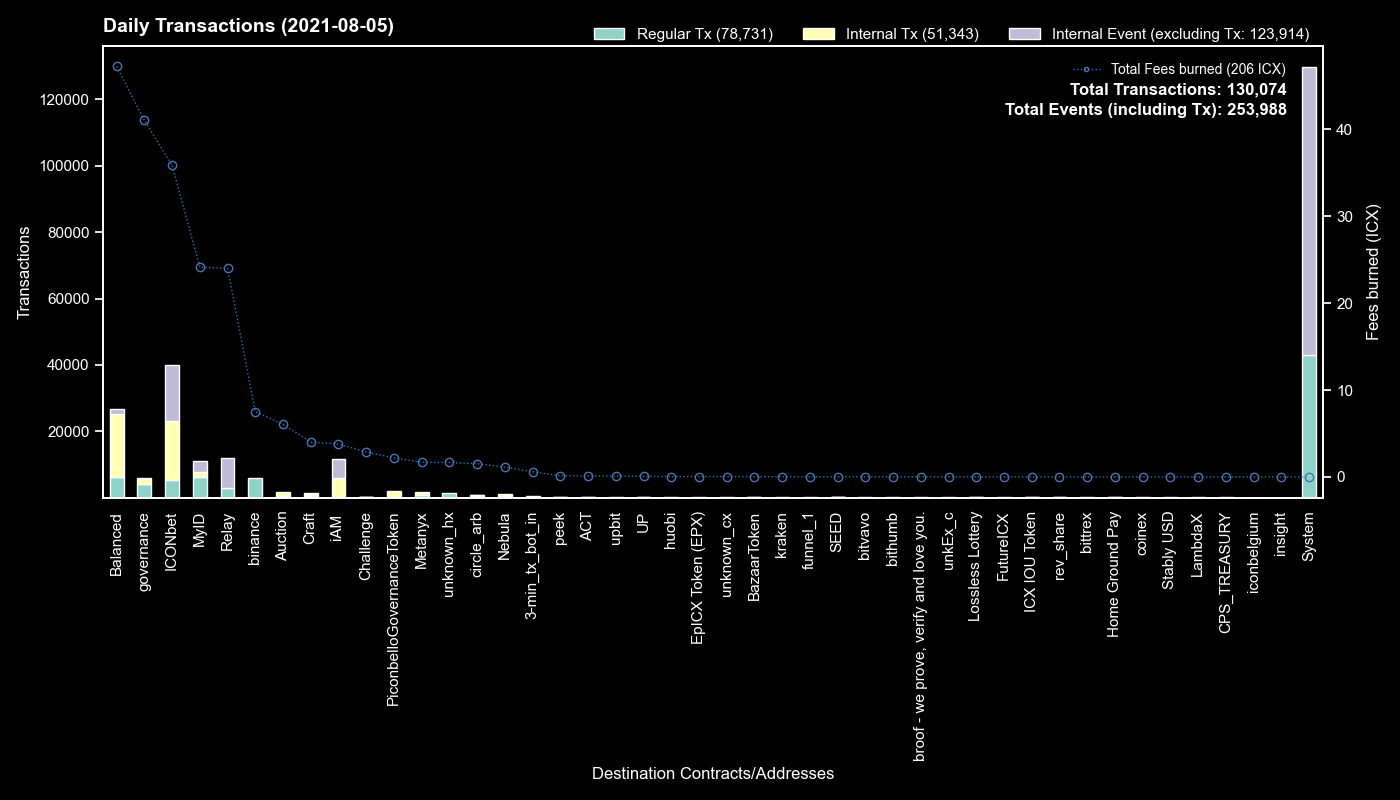 Daily Transactions (2021-08-05)
Regular Tx (78,731)
Internal Tx (51,343)
Internal Event (excluding Tx: 123,914)
Total Fees burned (206 ICX)
Total Transactions: 130,074
Total Events (including Tx): 253,988
Transactions
120000
100000
80000
60000
40000
20000
Fees burned (ICX)
40
30
20
10
0
Balanced
governance
ICONbet
MyID
Relay
binance
Auction
Craft
iAM
Challenge
PiconbelloGovernanceToken
Metanyx
unknown_hx
circle_arb
Nebula
3-min_tx_bot_in
peek
ACT
upbit
UP
huobi
EpICX Token (EPX)
unknown_cx
BazaarToken
kraken
funnel_1
SEED
bitvavo
bithumb
broof - we prove, verify and love you.
unkEx_c
Lossless Lottery
FutureICX
ICX IOU Token
rev_share
bittrex
Home Ground Pay
coinex
Stably USD
LambdaX
CPS_TREASURY
iconbelgium
insight
System
Destination Contracts/Addresses